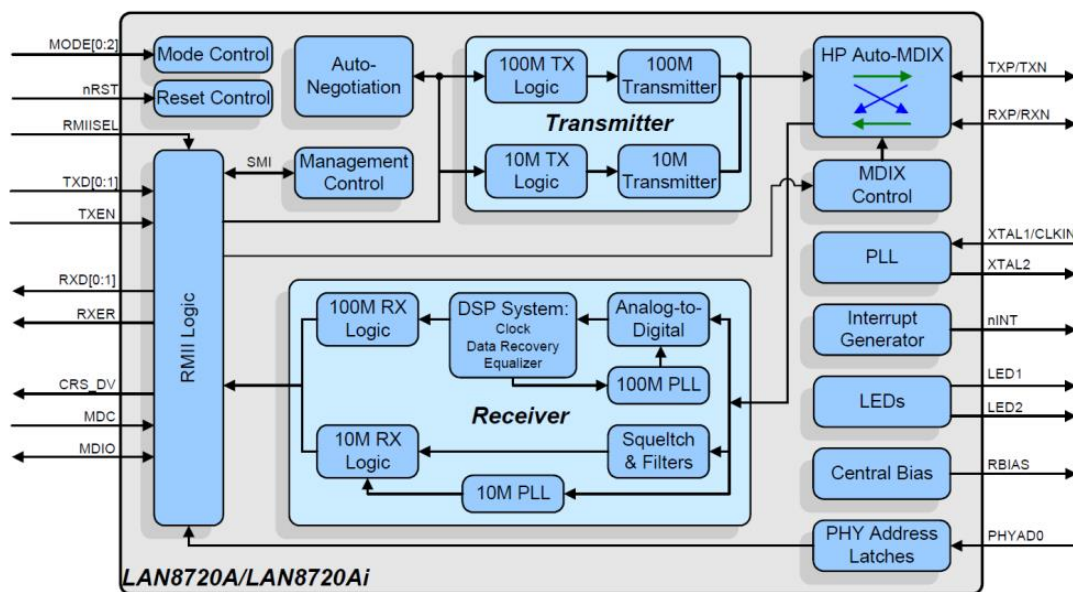 MODE[0:2]
nRST
RMIISEL
TXD[0:1]
TXEN
RXD[0:1]
RXER
CRS_DV
MDC
MDIO
Mode Control
Reset Control
RMII Logic
SMI
Auto-
Negotiation
Management
Control
100M TX
Logic
100M
Transmitter
Transmitter
10M TX
Logic
10M
Transmitter
100M RX
Logic
DSP System:
Clock
Data Recovery
Equalizer
Analog-to-
Digital
100M PLL
Receiver
10M RX
Logic
Squeltch
& Filters
10M PLL
HP Auto-MDIX
MDIX
Control
PLL
Interrupt
Generator
LEDs
Central Bias
PHY Address
Latches
TXP/TXN
RXP/RXN
XTAL1/CLKIN
XTAL2
nINT
LED1
LED2
RBIAS
PHYAD0
LAN8720A/LAN8720Ai